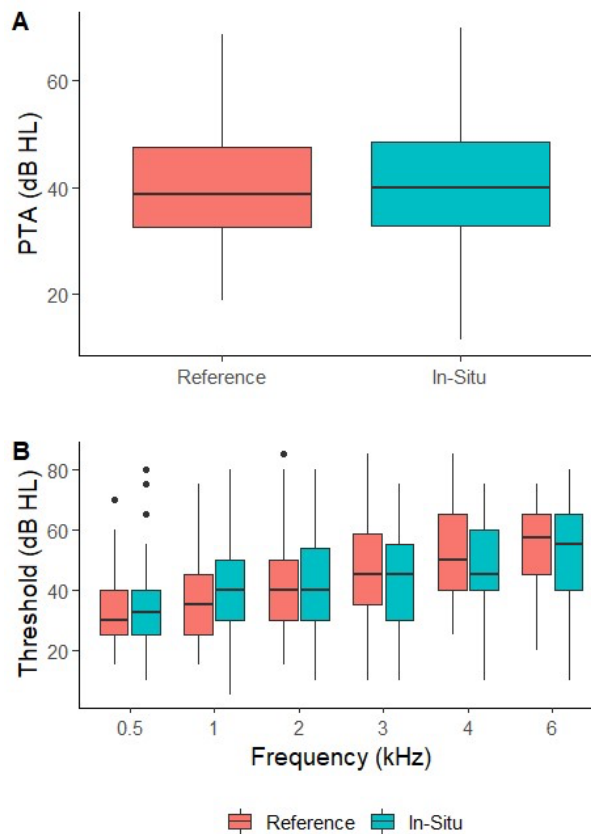 A
PTA (dB HL)
60
40
20
Reference In-Situ
B
Threshold (dB HL)
80
60
40
20
0.5 1 2 3 4 6
Frequency (kHz)
Reference In-Situ